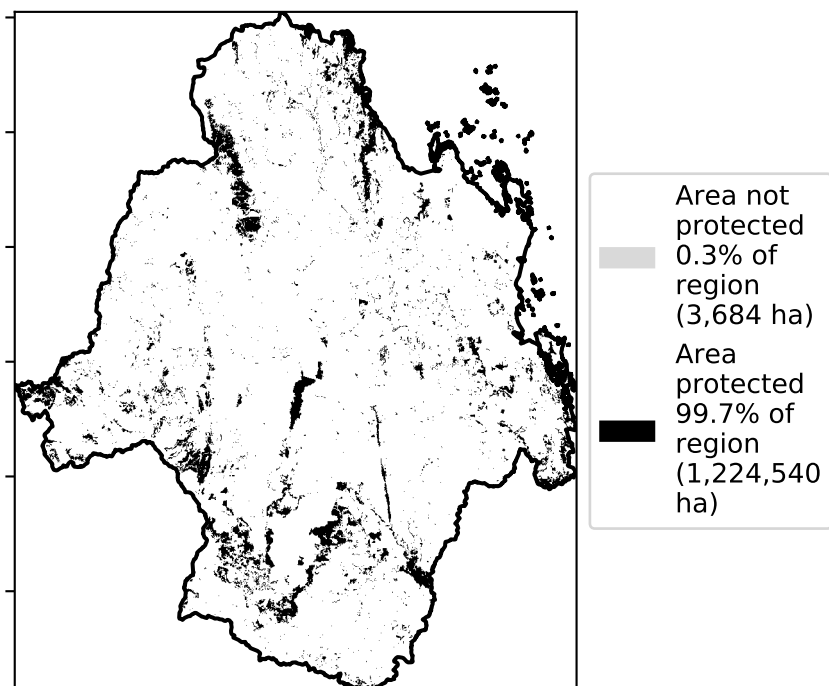 Area not
protected
0.3% of
region
(3,684 ha)
Area
protected
99.7% of
region
(1,224,540
ha)